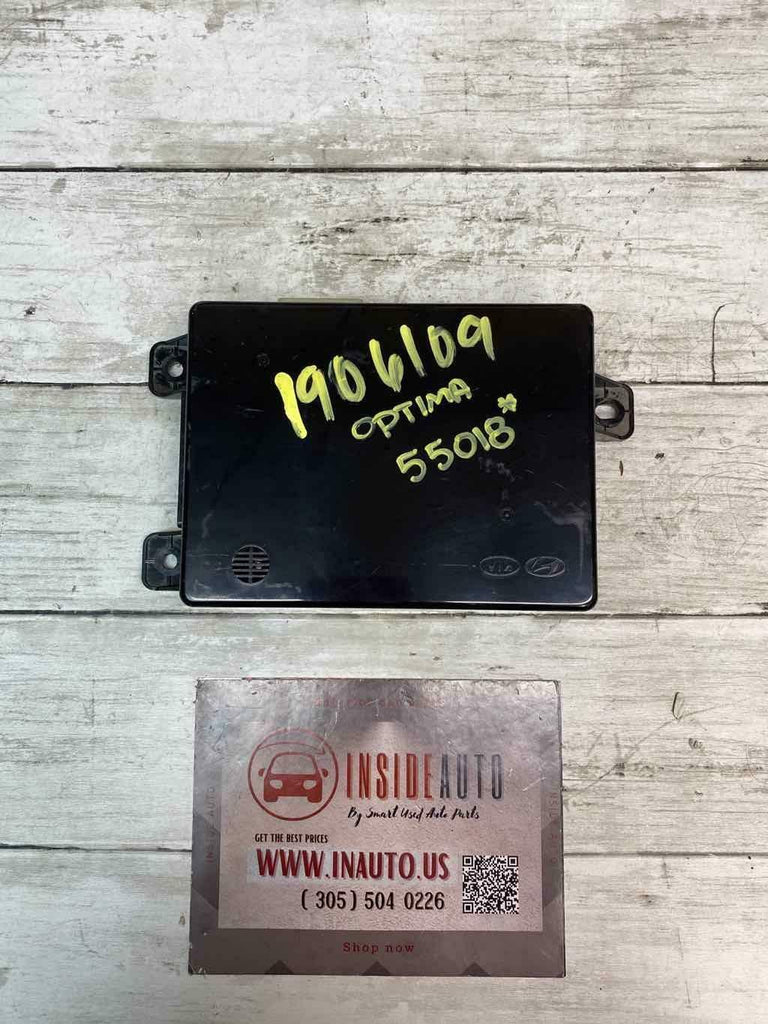 1906109
OPTIMA
55018*
KIA
INSIDEAUTO
By Smart Used Auto Parts
GET THE BEST PRICES
WWW.INAUTO.US
(305) 504 0226
Shop now